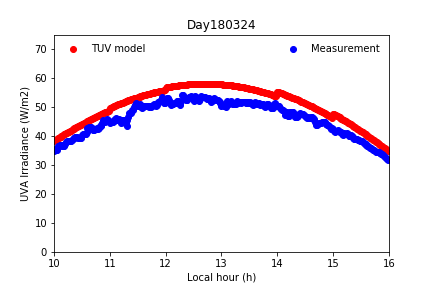 Day180324
TUV model
Measurement
UVA Irradiance (W/m2)
70
60
50
40
30
20
10
0
10 11 12 13 14 15 16
Local hour (h)